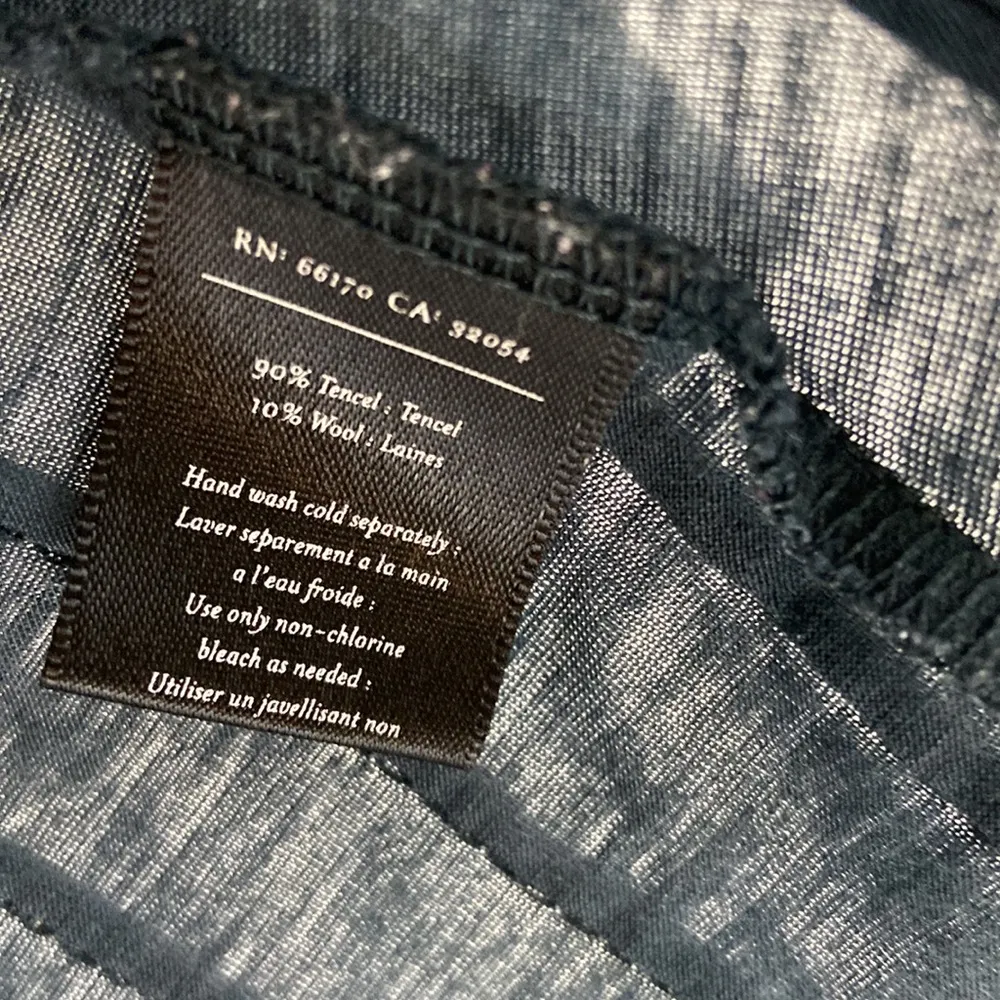 RN: 66170 CA: 32054
90% Tencel : Tencel
10% Wool : Laines
Hand wash cold separately :
Laver separement a la main
a l'eau froide :
Use only non-chlorine
bleach as needed :
Utiliser un javellisant non